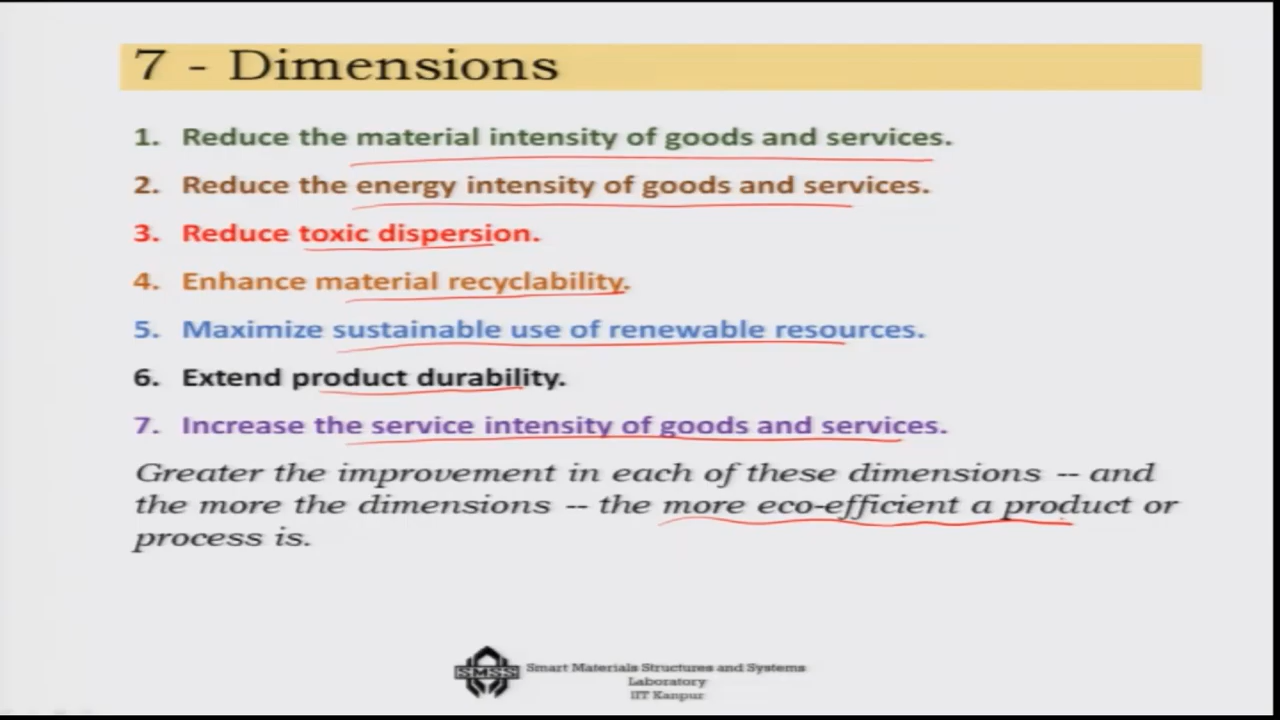 7 - Dimensions
1. Reduce the material intensity of goods and services.
2. Reduce the energy intensity of goods and services.
3. Reduce toxic dispersion.
4. Enhance material recyclability.
5. Maximize sustainable use of renewable resources.
6. Extend product durability.
7. Increase the service intensity of goods and services.
Greater the improvement in each of these dimensions -- and
the more the dimensions -- the more eco-efficient a product or
process is.
SMSS
Smart Materials Structures and Systems
Laboratory
IIT Kanpur